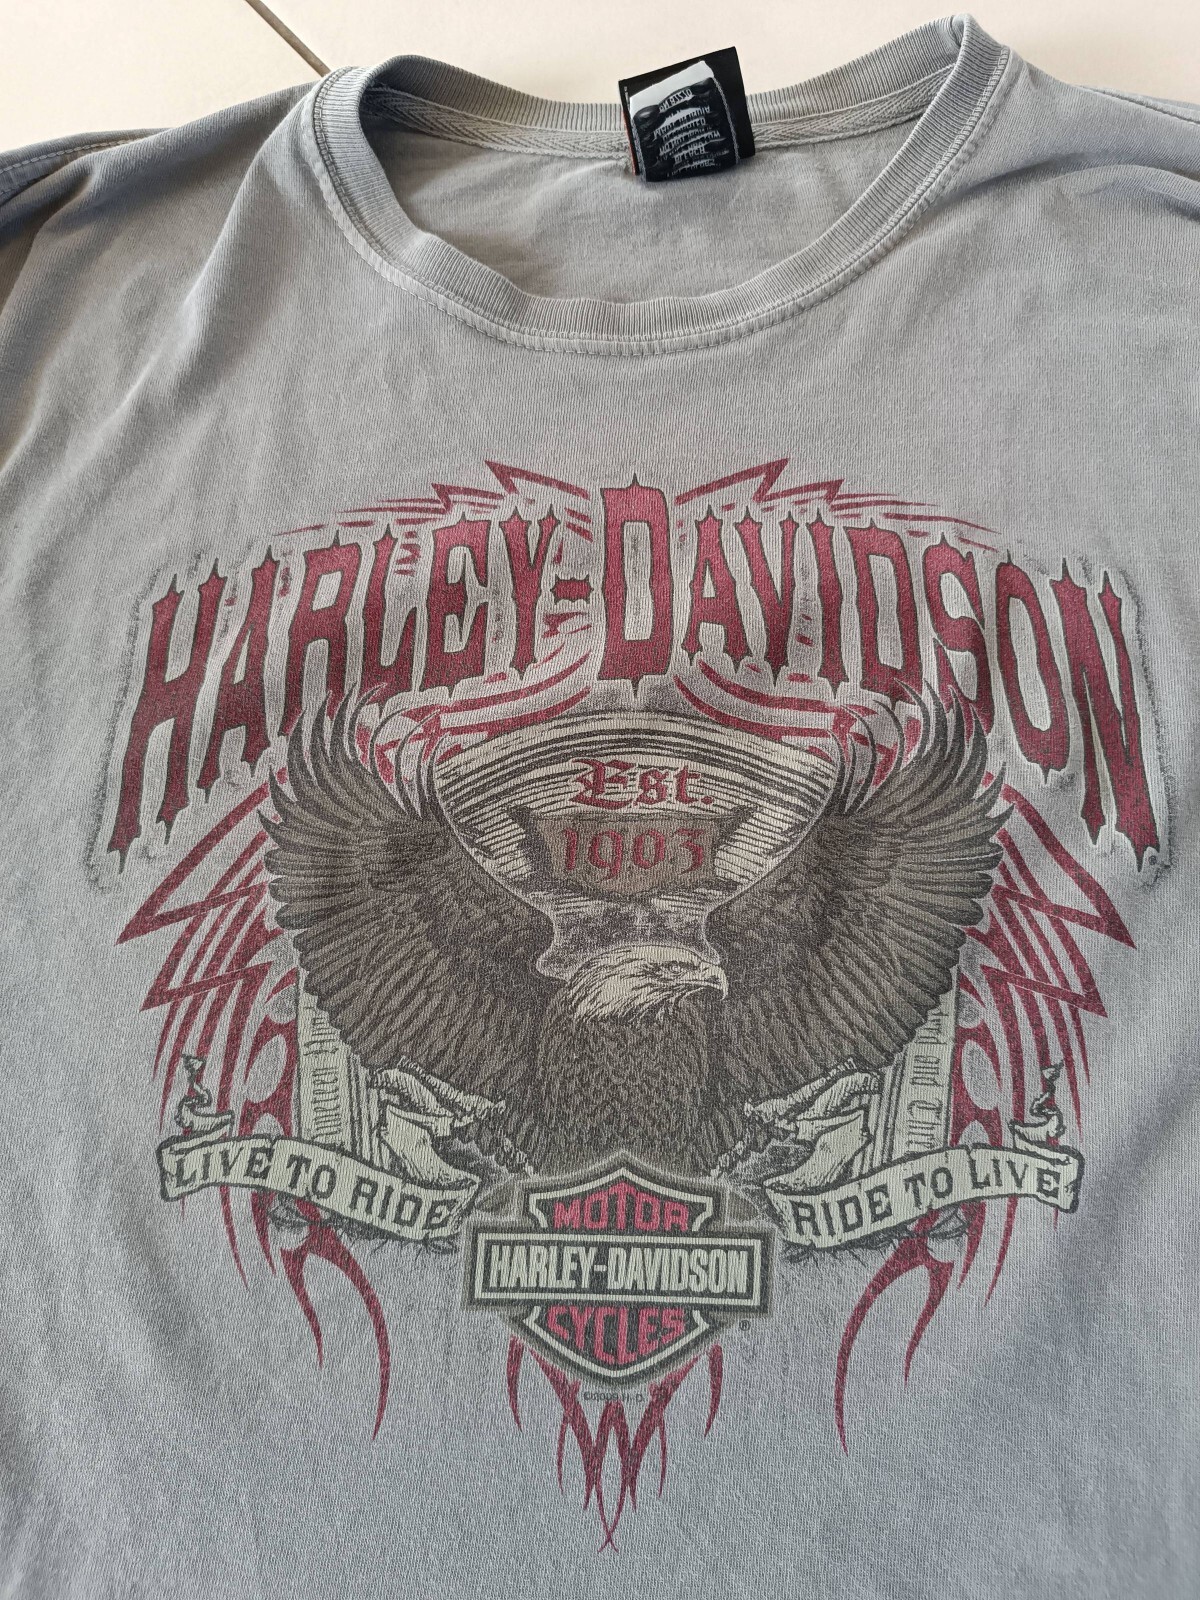 HARLEY-DAVIDSON
Est.
1903
LIVE TO RIDE
RIDE TO LIVE
MOTOR
HARLEY-DAVIDSON
CYCLES
®